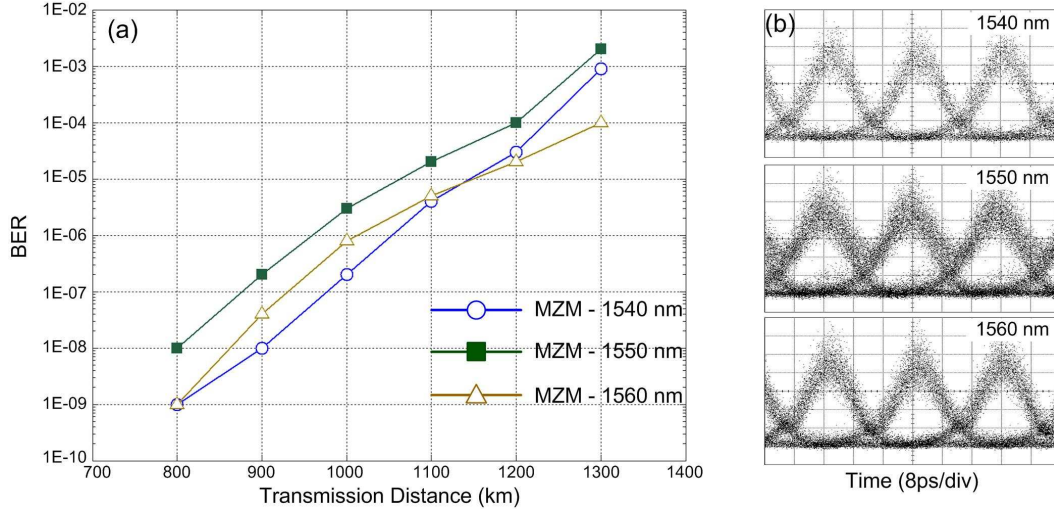 (a)
1E-02
1E-03
1E-04
1E-05
1E-06
1E-07
1E-08
1E-09
1E-10
BER
700 800 900 1000 1100 1200 1300 1400
Transmission Distance (km)
MZM - 1540 nm
MZM - 1550 nm
MZM - 1560 nm
(b)
1540 nm
1550 nm
1560 nm
Time (8ps/div)